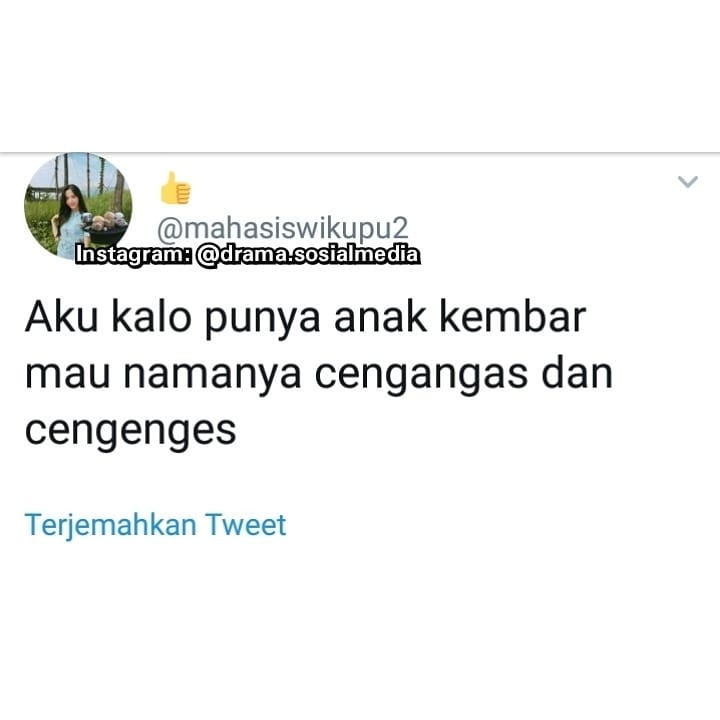 👍
@mahasiswikupu2
Instagram: @drama.sosialmedia
Aku kalo punya anak kembar
mau namanya cengangas dan
cengenges
Terjemahkan Tweet